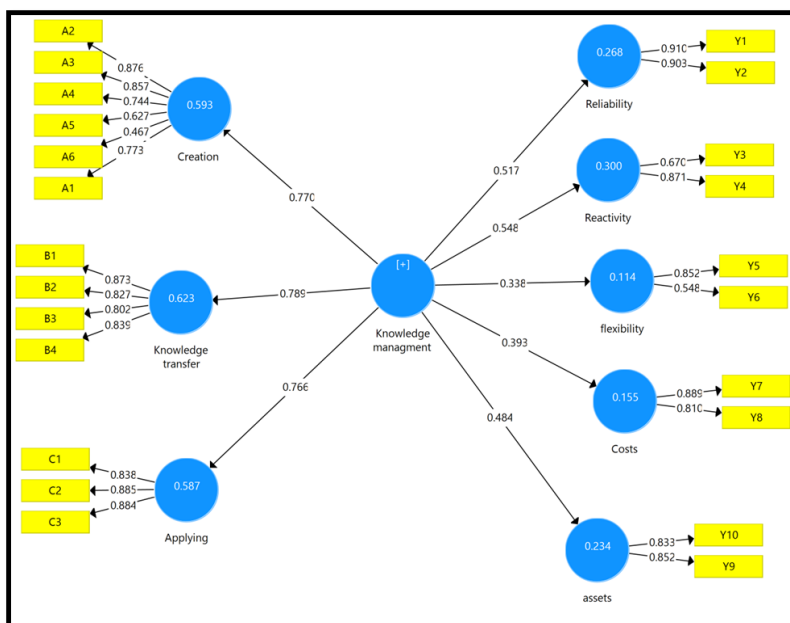 A2
A3
A4
A5
A6
A1
0.876
0.857
0.744
0.627
0.467
0.773
0.593
Creation
0.770
B1
B2
B3
B4
0.873
0.827
0.802
0.839
0.623
Knowledge
transfer
0.789
C1
C2
C3
0.838
0.885
0.884
0.587
Applying
0.766
[+]
Knowledge
managment
0.517
0.268
Reliability
0.910
0.903
Y1
Y2
0.548
0.300
Reactivity
0.670
0.871
Y3
Y4
0.338
0.114
flexibility
0.852
0.548
Y5
Y6
0.393
0.155
Costs
0.889
0.810
Y7
Y8
0.484
0.234
assets
0.833
0.852
Y10
Y9